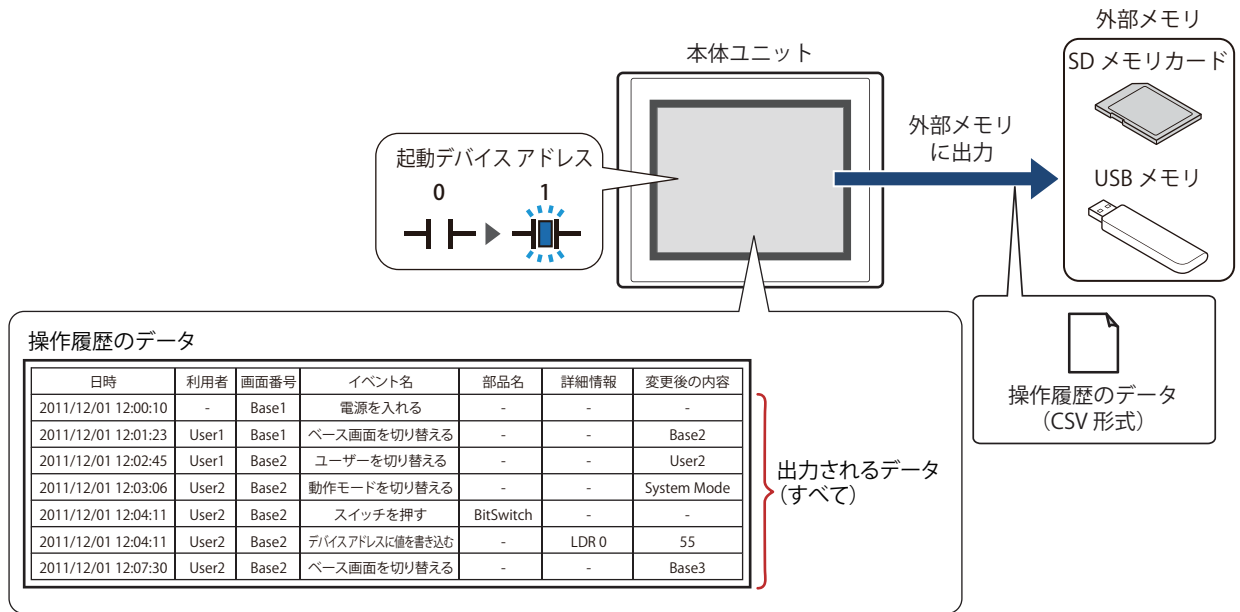 外部メモリ
本体ユニット
SD メモリカード
外部メモリ
に出力
起動デバイス アドレス
0 1
USB メモリ
操作履歴のデータ
(CSV 形式)
操作履歴のデータ
日時 利用者 画面番号 イベント名 部品名 詳細情報 変更後の内容
2011/12/01 12:00:10 - Base1 電源を入れる - - -
2011/12/01 12:01:23 User1 Base1 ベース画面を切り替える - - Base2
2011/12/01 12:02:45 User1 Base2 ユーザーを切り替える - - User2
2011/12/01 12:03:06 User2 Base2 動作モードを切り替える - - System Mode
2011/12/01 12:04:11 User2 Base2 スイッチを押す BitSwitch - -
2011/12/01 12:04:11 User2 Base2 デバイスアドレスに値を書き込む - LDR 0 55
2011/12/01 12:07:30 User2 Base2 ベース画面を切り替える - - Base3
出力されるデータ
(すべて)